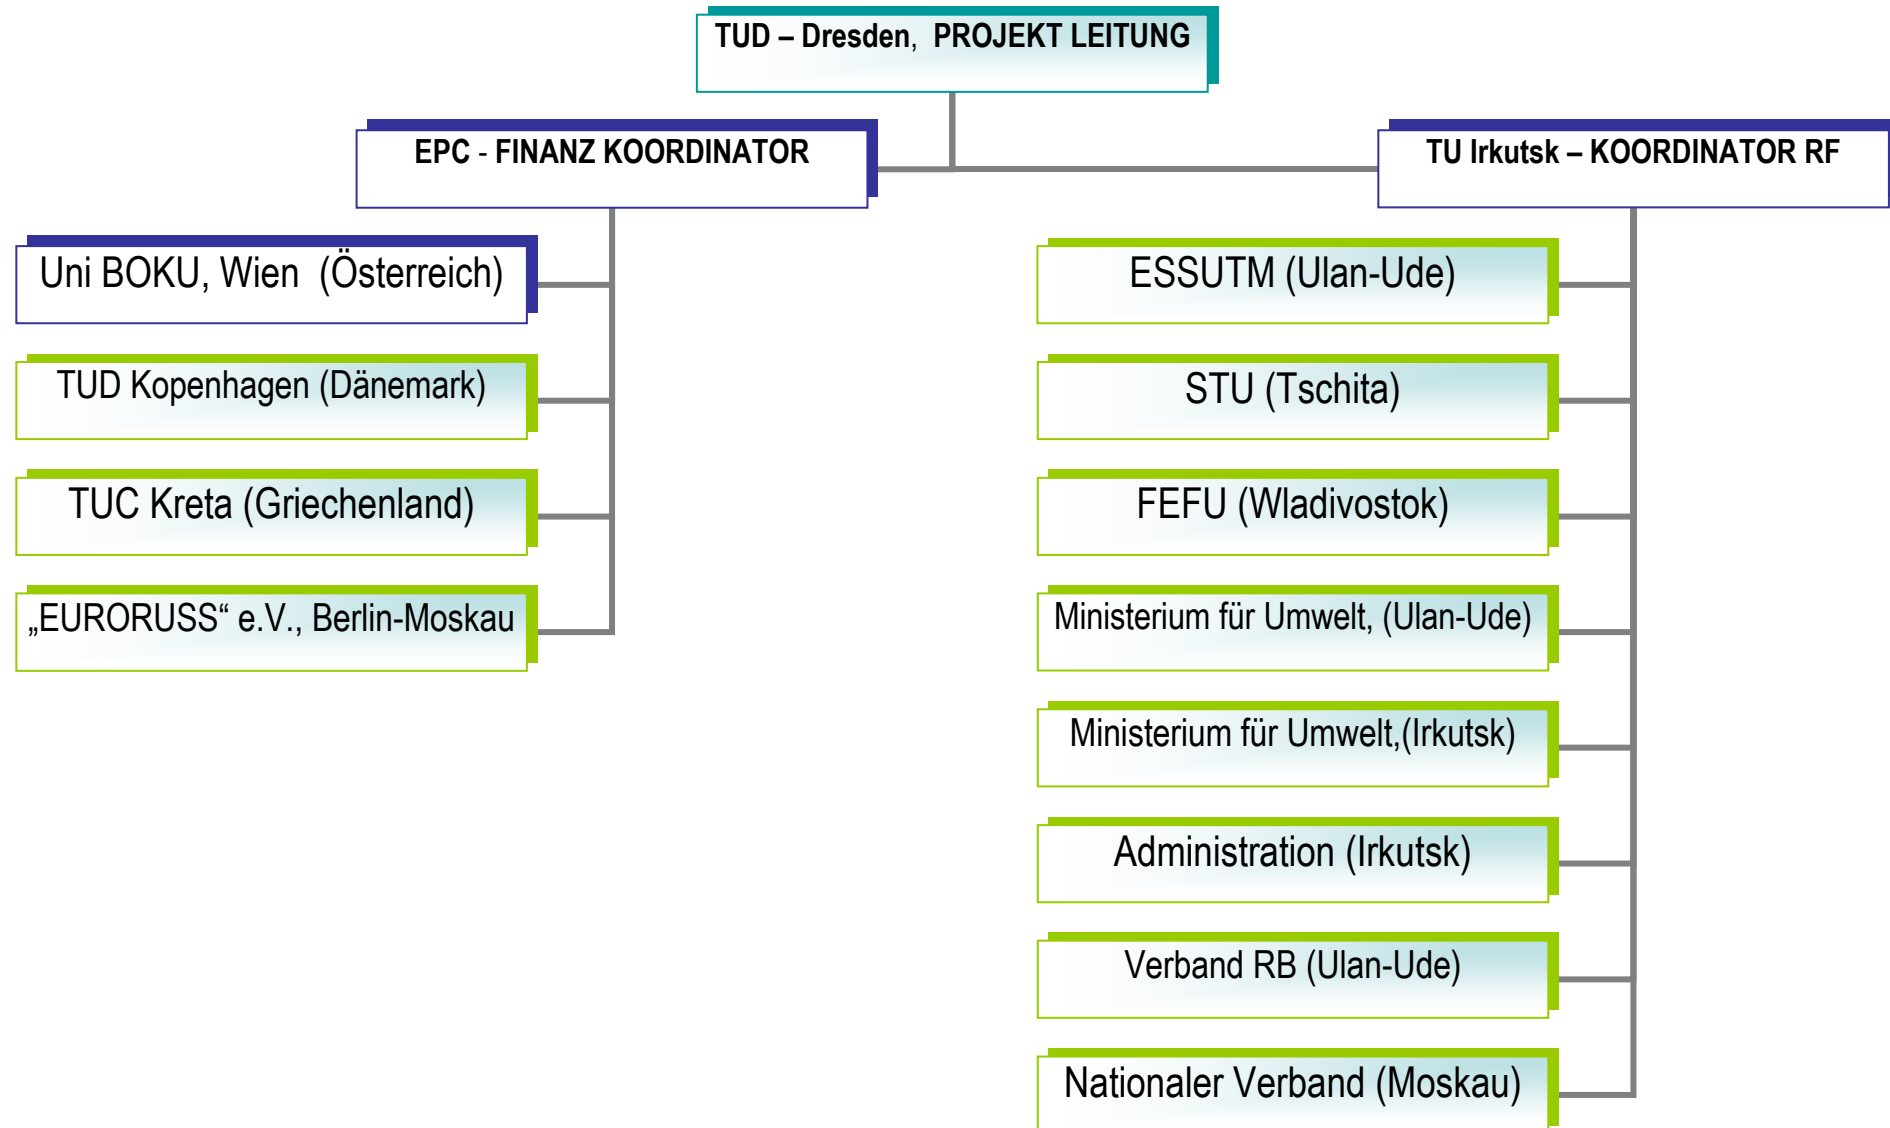 TUD – Dresden, PROJEKT LEITUNG
EPC - FINANZ KOORDINATOR
TU Irkutsk – KOORDINATOR RF
Uni BOKU, Wien (Österreich)
TUD Kopenhagen (Dänemark)
TUC Kreta (Griechenland)
„EURORUSS“ e.V., Berlin-Moskau
ESSUTM (Ulan-Ude)
STU (Tschita)
FEFU (Wladivostok)
Ministerium für Umwelt, (Ulan-Ude)
Ministerium für Umwelt,(Irkutsk)
Administration (Irkutsk)
Verband RB (Ulan-Ude)
Nationaler Verband (Moskau)